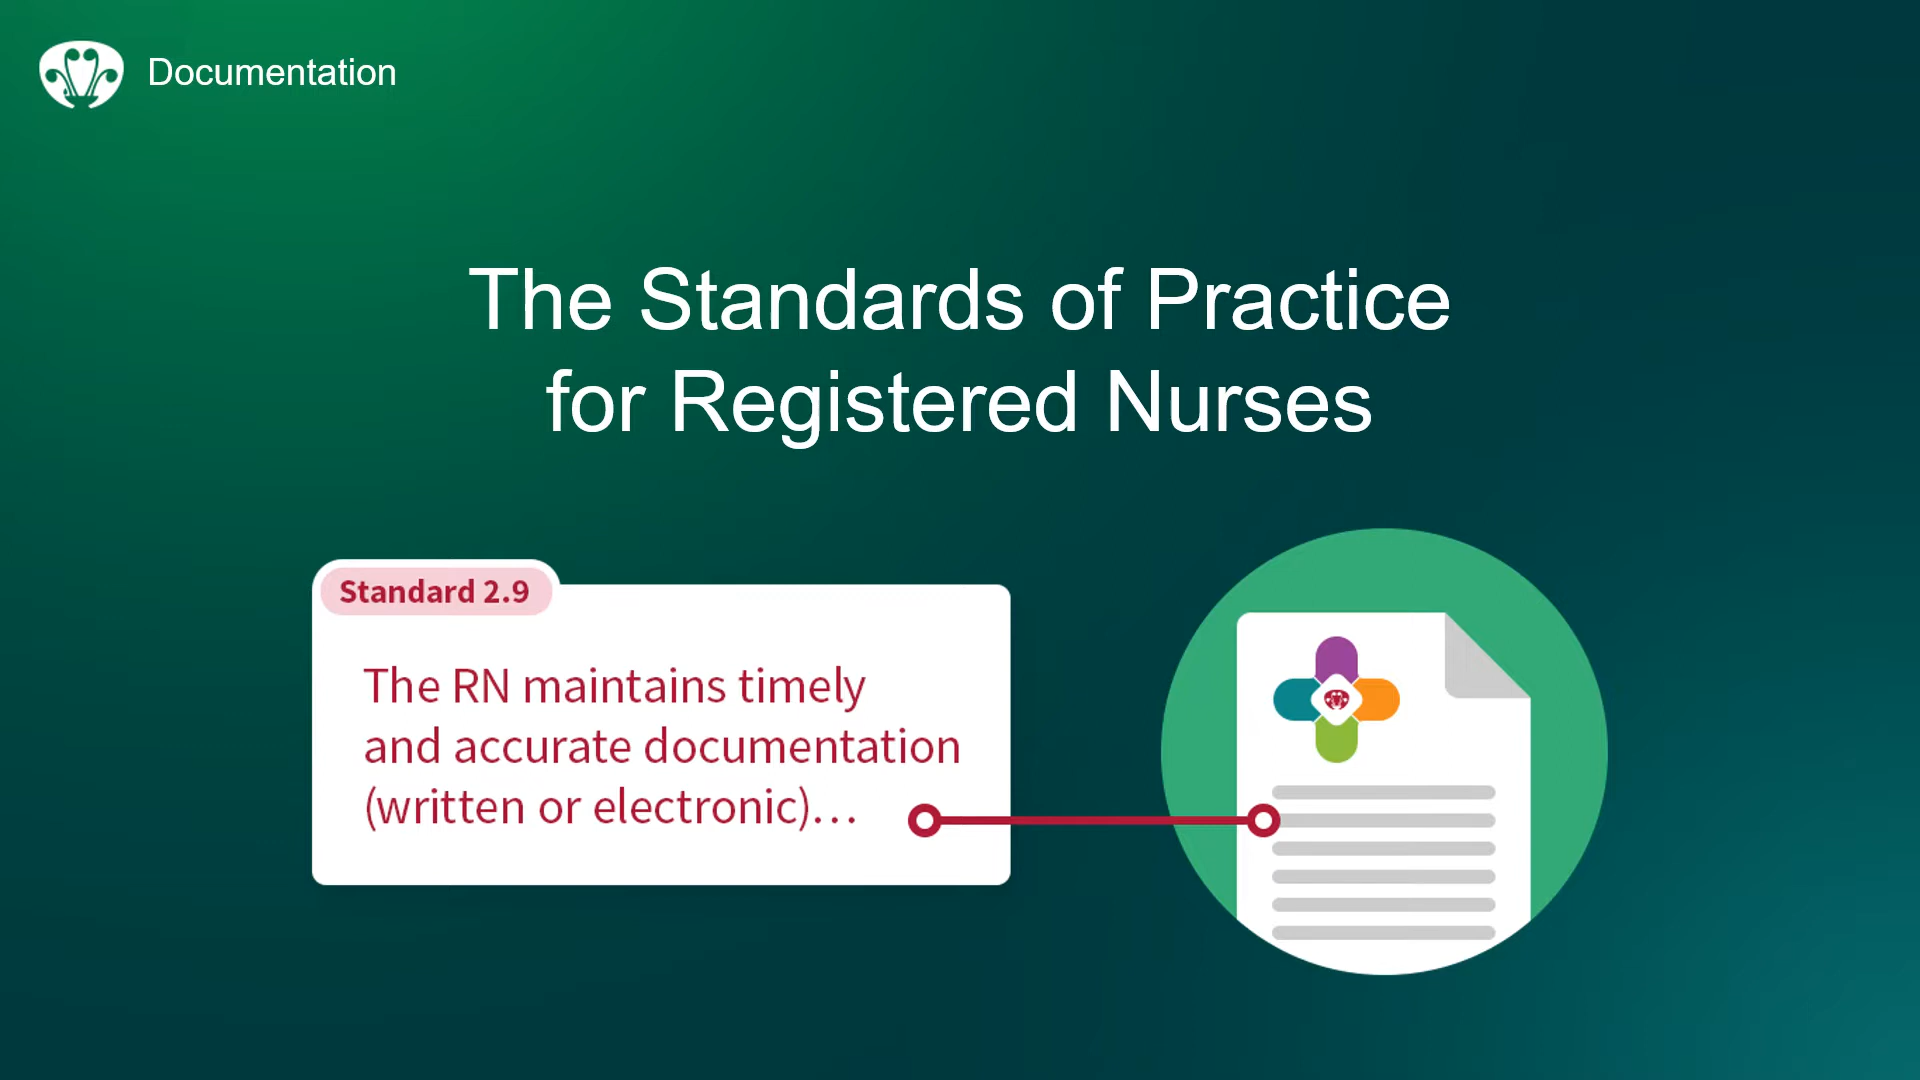 Documentation
The Standards of Practice
for Registered Nurses
Standard 2.9
The RN maintains timely
and accurate documentation
(written or electronic)…